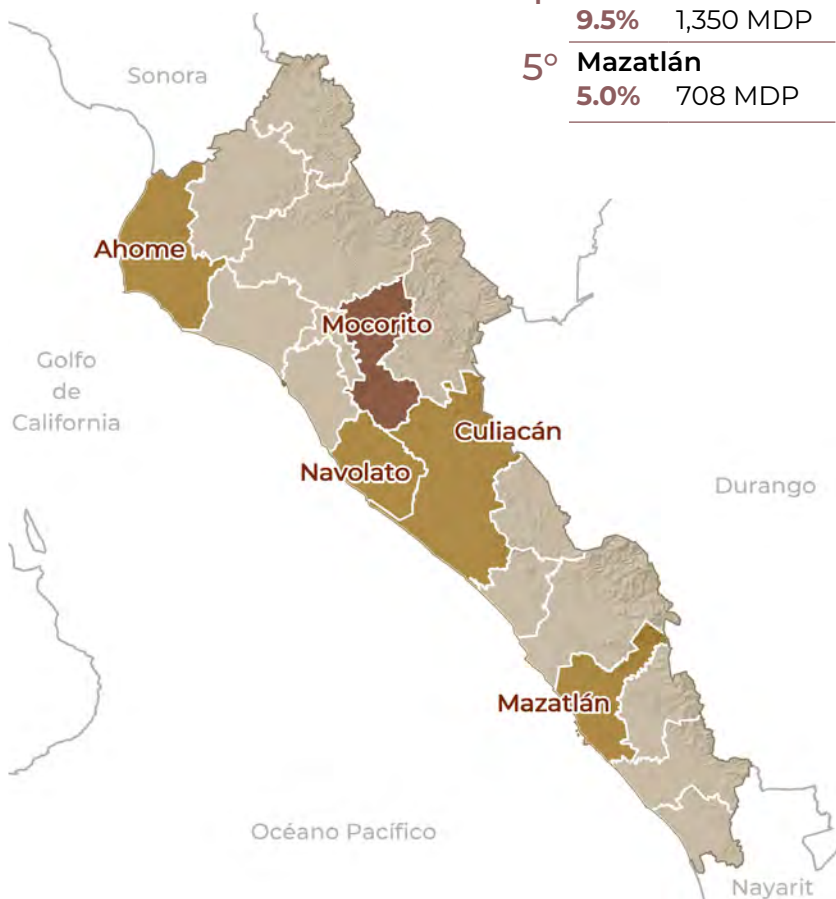 9.5% 1,350 MDP
5° Mazatlán
5.0% 708 MDP
Sonora
Ahome
Mocorito
Golfo
de
California
Culiacán
Navolato
Durango
Mazatlán
Océano Pacífico
Nayarit